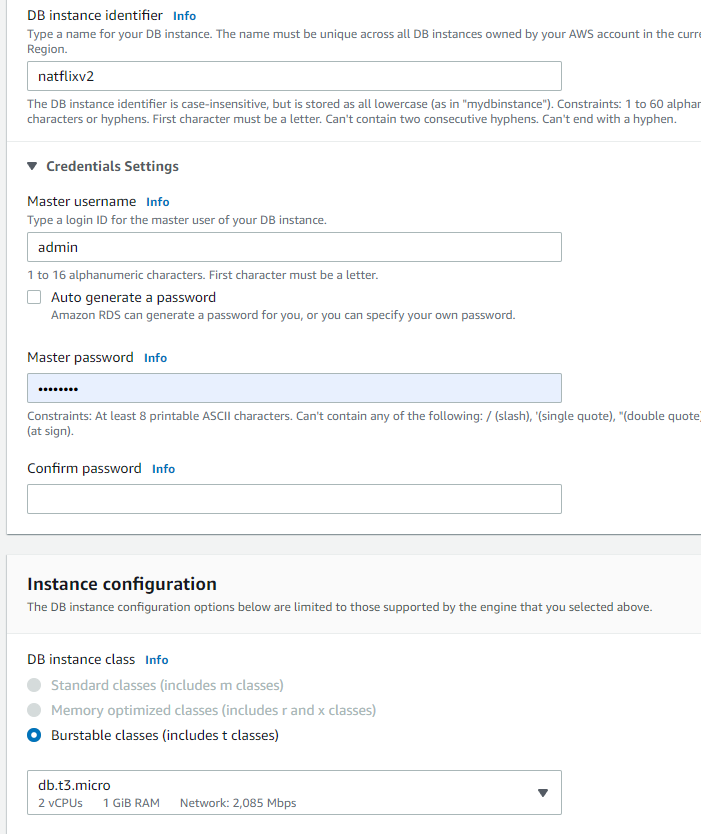 DB instance identifier Info
Type a name for your DB instance. The name must be unique across all DB instances owned by your AWS account in the
Region.
natflixv2
The DB instance identifier is case-insensitive, but is stored as all lowercase (as in "mydbinstance"). Constraints: 1 to 60
characters or hyphens. First character must be a letter. Can't contain two consecutive hyphens. Can't end with a hyphen.
Credentials Settings
Master username Info
Type a login ID for the master user of your DB instance.
admin
1 to 16 alphanumeric characters. First character must be a letter.
Auto generate a password
Amazon RDS can generate a password for you, or you can specify your own password.
Master password Info
••••••••
Constraints: At least 8 printable ASCII characters. Can't contain any of the following: / (slash), '(single quote), "(double quote)
(at sign).
Confirm password Info
Instance configuration
The DB instance configuration options below are limited to those supported by the engine that you selected above.
DB instance class Info
Standard classes (includes m classes)
Memory optimized classes (includes r and x classes)
Burstable classes (includes t classes)
db.t3.micro
2 vCPUs 1 GiB RAM Network: 2,085 Mbps